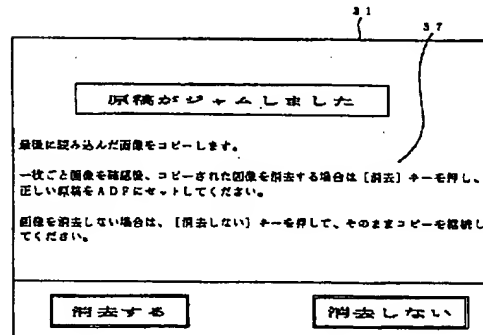 31
37
原稿がジャムしました
最後に読み込んだ画像をコピーします。
一枚ごと画像を確認後、コピーされた画像を消去する場合は[消去]キーを押し、
正しい原稿をADFにセットしてください。
画像を消去しない場合は、[消去しない]キーを押して、そのままコピーを継続し
てください。
消去する
消去しない